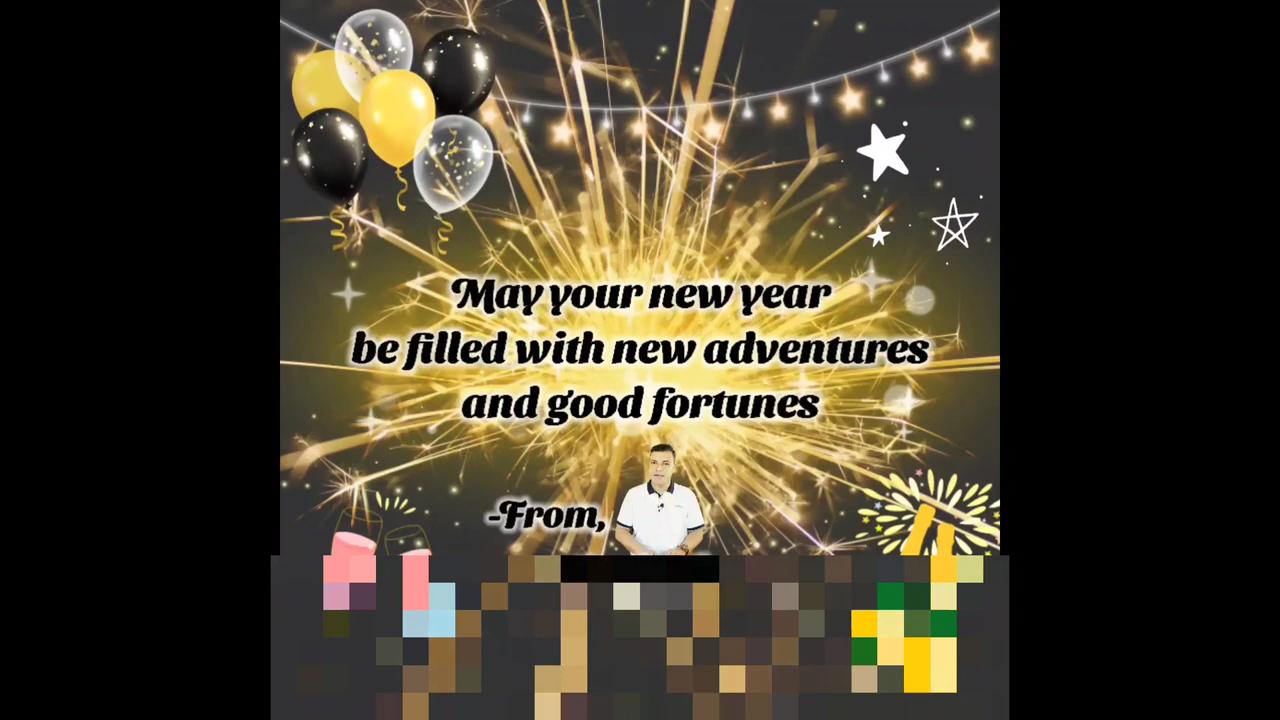 May your new year
be filled with new adventures
and good fortunes
-From,